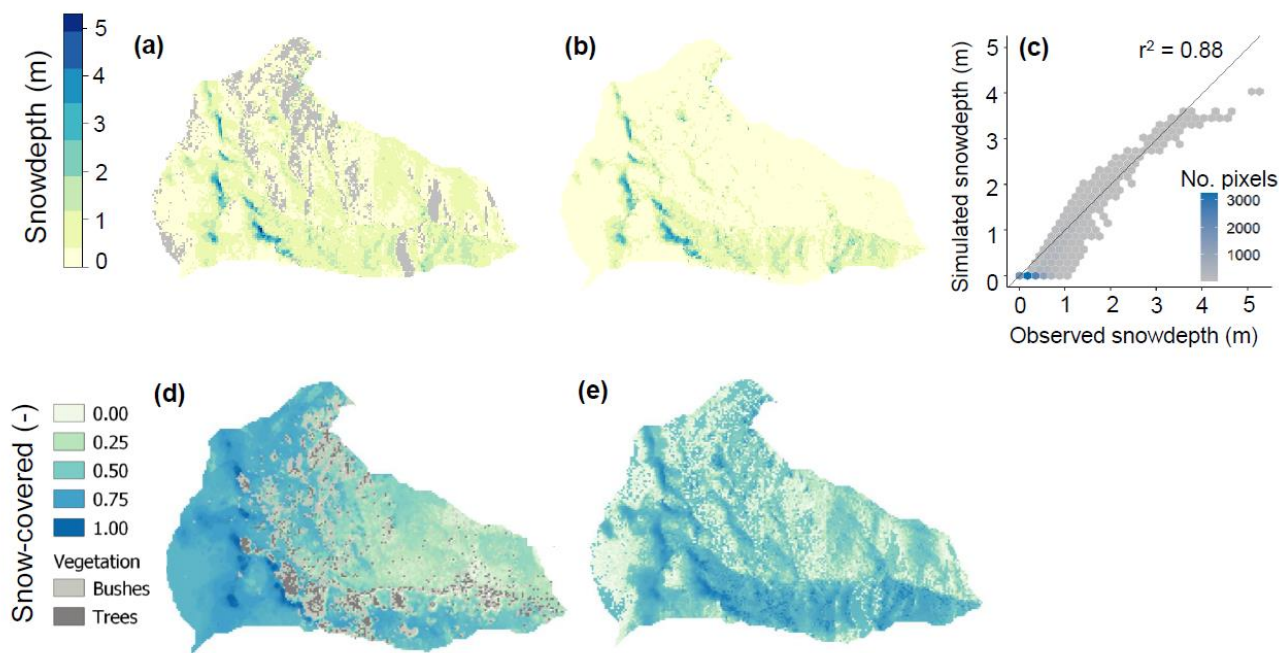 Snowdepth (m)
5
4
3
2
1
0
(a)
(b)
(c)
r² = 0.88
Simulated snowdepth (m)
5
4
3
2
1
0
No. pixels
3000
2000
1000
0 1 2 3 4 5
Observed snowdepth (m)
Snow-covered (-)
0.00
0.25
0.50
0.75
1.00
Vegetation
Bushes
Trees
(d)
(e)